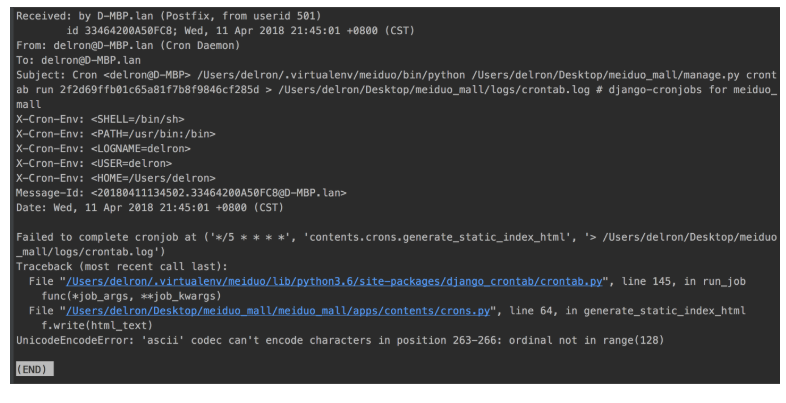 Received: by D-MBP.lan (Postfix, from userid 501)
        id 33464200A50FC8; Wed, 11 Apr 2018 21:45:01 +0800 (CST)
From: delron@D-MBP.lan (Cron Daemon)
To: delron@D-MBP.lan
Subject: Cron <delron@D-MBP> /Users/delron/.virtualenv/meiduo/bin/python /Users/delron/Desktop/meiduo_mall/manage.py cront
ab run 2f2d69ffb01c65a81f7b8f9846cf285d > /Users/delron/Desktop/meiduo_mall/logs/crontab.log # django-cronjobs for meiduo_
mall
X-Cron-Env: <SHELL=/bin/sh>
X-Cron-Env: <PATH=/usr/bin:/bin>
X-Cron-Env: <LOGNAME=delron>
X-Cron-Env: <USER=delron>
X-Cron-Env: <HOME=/Users/delron>
Message-Id: <20180411134502.33464200A50FC8@D-MBP.lan>
Date: Wed, 11 Apr 2018 21:45:01 +0800 (CST)

Failed to complete cronjob at ('*/5 * * * *', 'contents.crons.generate_static_index_html', '> /Users/delron/Desktop/meiduo
_mall/logs/crontab.log')
Traceback (most recent call last):
  File "/Users/delron/.virtualenv/meiduo/lib/python3.6/site-packages/django_crontab/crontab.py", line 145, in run_job
    func(*job_args, **job_kwargs)
  File "/Users/delron/Desktop/meiduo_mall/meiduo_mall/apps/contents/crons.py", line 64, in generate_static_index_html
    f.write(html_text)
UnicodeEncodeError: 'ascii' codec can't encode characters in position 263-266: ordinal not in range(128)

(END)